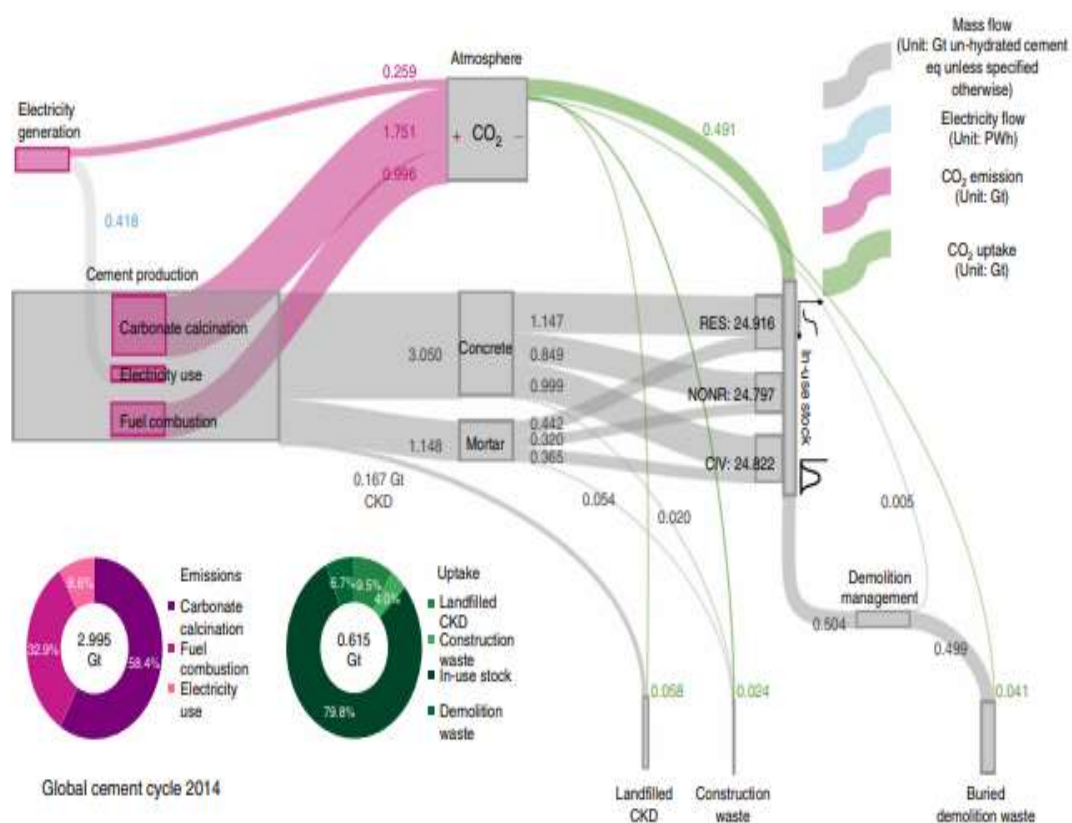 Mass flow
(Unit: Gt un-hydrated cement
eq unless specified
otherwise)
Electricity flow
(Unit: PWh)
CO₂ emission
(Unit: Gt)
CO₂ uptake
(Unit: Gt)
Atmosphere
+ CO₂ −
0.259
1.751
0.996
0.491
Electricity
generation
0.418
Cement production
Carbonate calcination
Electricity use
Fuel combustion
3.050
Concrete
1.147
0.849
0.999
1.148
Mortar
0.442
0.320
0.365
RES: 24.916
NONR: 24.797
CIV: 24.822
In-use stock
0.167 Gt
CKD
0.054
0.020
0.005
Demolition
management
0.504
0.499
0.058
0.024
0.041
Landfilled
CKD
Construction
waste
Buried
demolition waste
Emissions
Carbonate
calcination
Fuel
combustion
Electricity
use
2.995
Gt
58.4%
32.9%
8.6%
Uptake
Landfilled
CKD
Construction
waste
In-use stock
Demolition
waste
0.615
Gt
6.7%
9.5%
4.0%
79.8%
Global cement cycle 2014